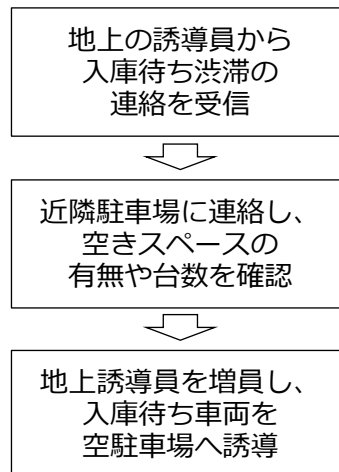 地上の誘導員から
入庫待ち渋滞の
連絡を受信
近隣駐車場に連絡し、
空きスペースの
有無や台数を確認
地上誘導員を増員し、
入庫待ち車両を
空駐車場へ誘導